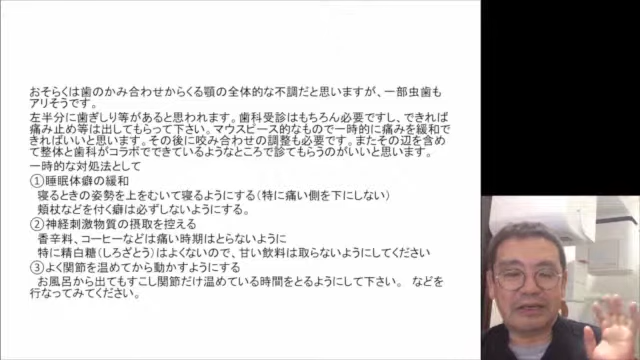 おそらくは歯のかみ合わせからくる顎の全体的な不調だと思いますが、一部虫歯も
アリそうです。
左半分に歯ぎしり等があると思われます。歯科受診はもちろん必要ですし、できれば
痛み止め等は出してもらって下さい。マウスピース的なもので一時的に痛みを緩和で
きればいいと思います。その後に咬み合わせの調整も必要です。またその辺を含め
て整体と歯科がコラボでできているようなところで診てもらうのがいいと思います。
一時的な対処法として
①睡眠体癖の緩和
寝るときの姿勢を上をむいて寝るようにする(特に痛い側を下にしない)
頬杖などを付く癖は必ずしないようにする。
②神経刺激物質の摂取を控える
香辛料、コーヒーなどは痛い時期はとらないように
特に精白糖(しろざとう)はよくないので、甘い飲料は取らないようにしてください
③よく関節を温めてから動かすようにする
お風呂から出てもすこし関節だけ温めている時間をとるようにして下さい。 などを
行なってみてください。